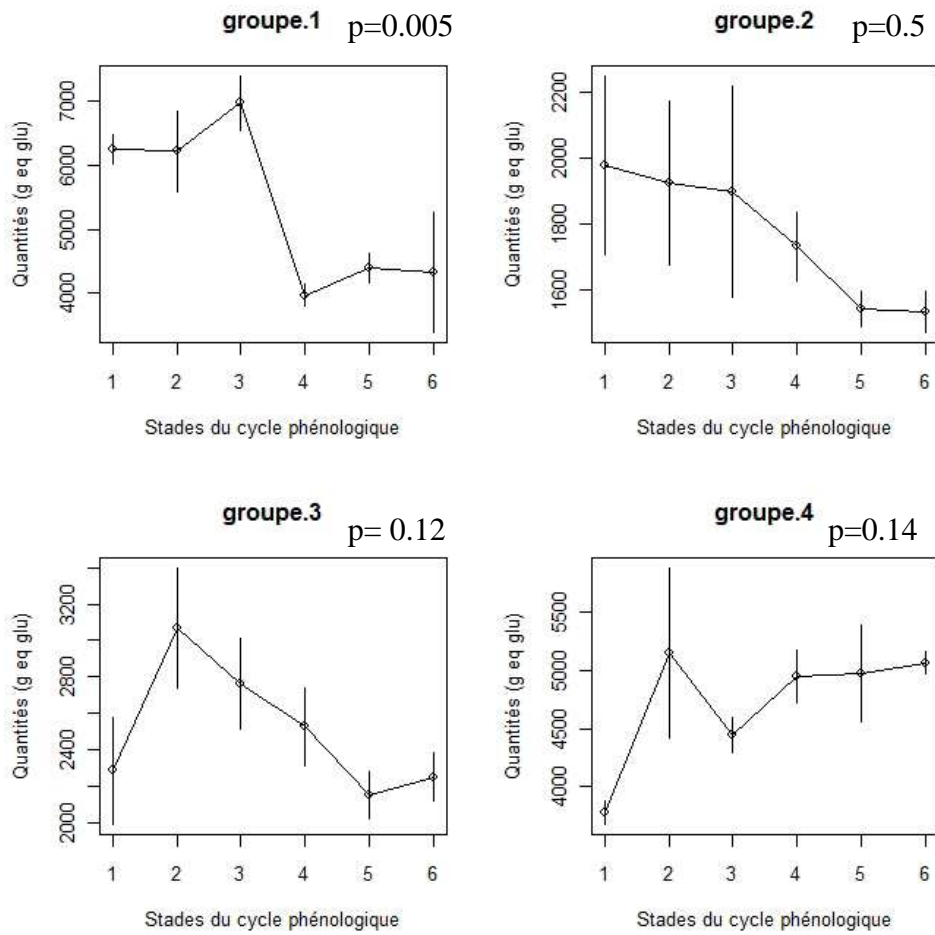 groupe.1 p=0.005
7000
6000
5000
4000
Quantités (g eq glu)
1 2 3 4 5 6
Stades du cycle phénologique
groupe.2 p=0.5
2200
2000
1800
1600
Quantités (g eq glu)
1 2 3 4 5 6
Stades du cycle phénologique
groupe.3 p= 0.12
3200
2800
2400
2000
Quantités (g eq glu)
1 2 3 4 5 6
Stades du cycle phénologique
groupe.4 p=0.14
5500
5000
4500
4000
Quantités (g eq glu)
1 2 3 4 5 6
Stades du cycle phénologique